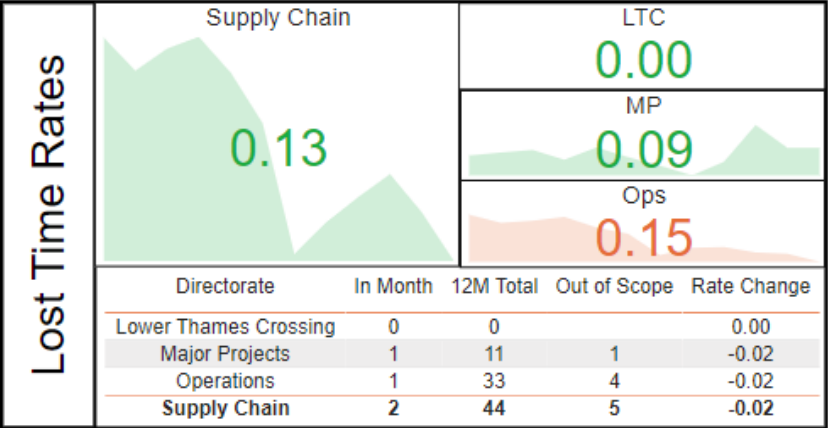 Lost Time Rates
Supply Chain
0.13
LTC
0.00
MP
0.09
Ops
0.15
Directorate In Month 12M Total Out of Scope Rate Change
Lower Thames Crossing 0 0 0.00
Major Projects 1 11 1 -0.02
Operations 1 33 4 -0.02
Supply Chain 2 44 5 -0.02